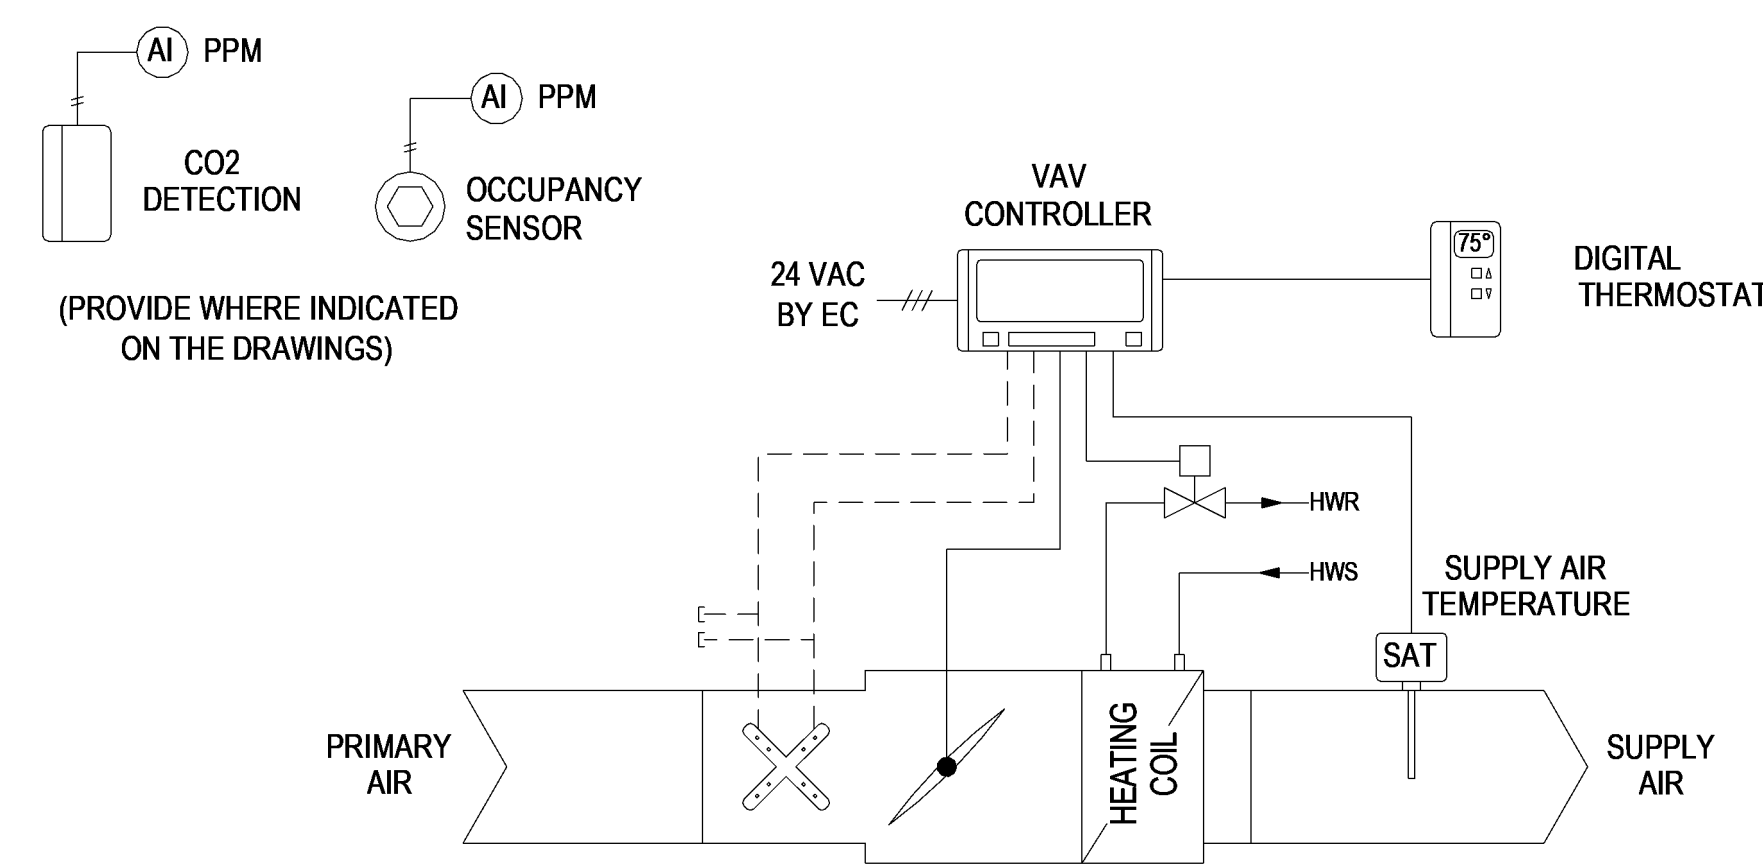 AI PPM
AI PPM
CO2
DETECTION
OCCUPANCY
SENSOR
(PROVIDE WHERE INDICATED
ON THE DRAWINGS)
VAV
CONTROLLER
24 VAC
BY EC
75°
DIGITAL
THERMOSTAT
HWR
HWS
SUPPLY AIR
TEMPERATURE
SAT
PRIMARY
AIR
HEATING
COIL
SUPPLY
AIR